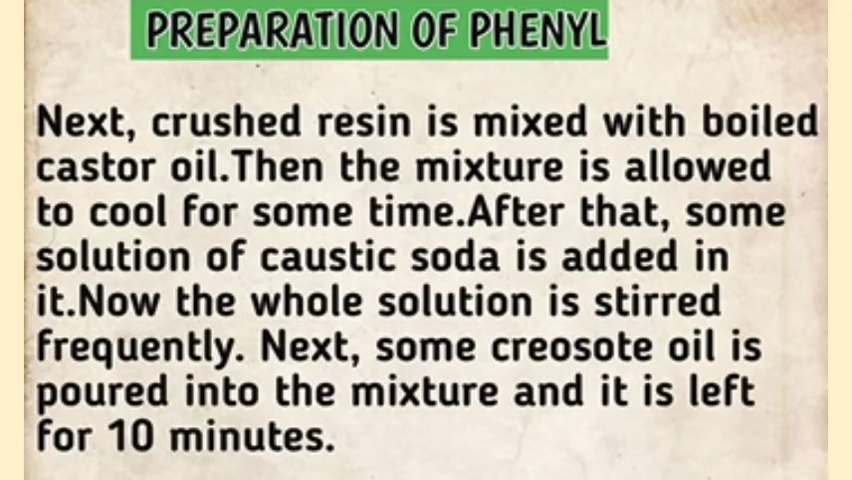 PREPARATION OF PHENYL
Next, crushed resin is mixed with boiled
castor oil.Then the mixture is allowed
to cool for some time.After that, some
solution of caustic soda is added in
it.Now the whole solution is stirred
frequently. Next, some creosote oil is
poured into the mixture and it is left
for 10 minutes.